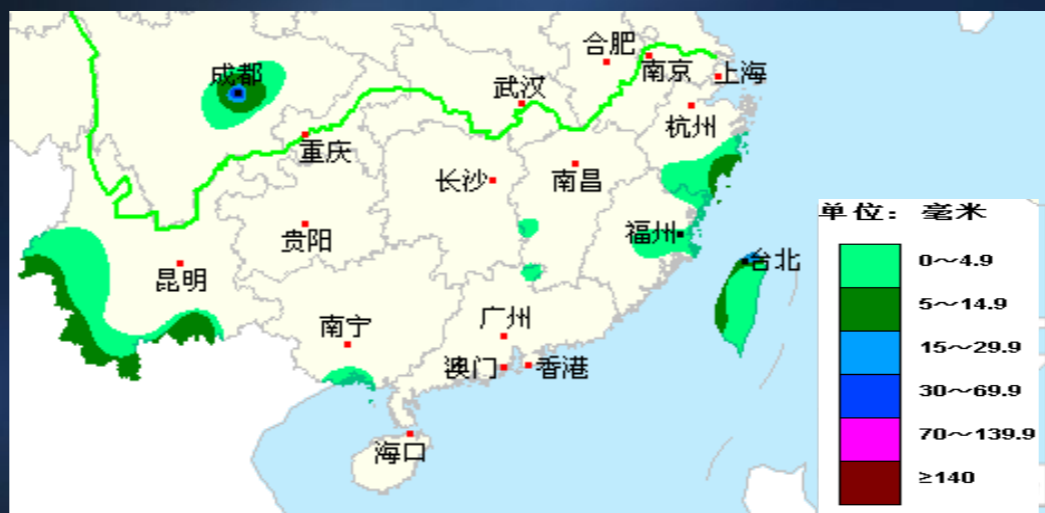 合肥
南京
上海
成都
武汉
杭州
重庆
长沙
南昌
贵阳
福州
昆明
台北
南宁
广州
澳门
香港
海口
单位：毫米
0～4.9
5～14.9
15～29.9
30～69.9
70～139.9
≥140